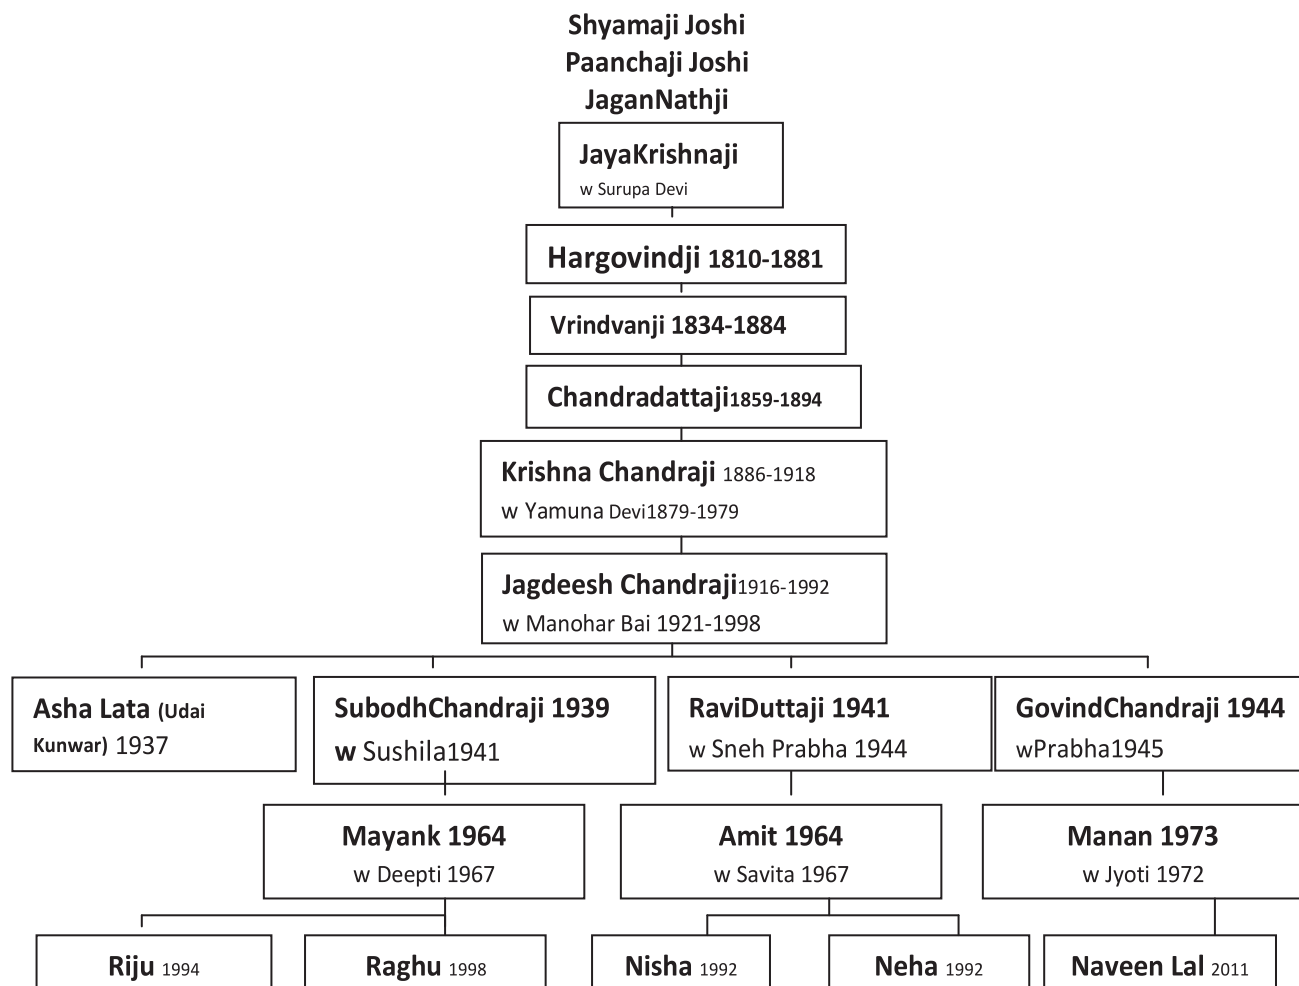 Shyamaji Joshi
Paanchaji Joshi
JaganNathji
JayaKrishnaji
w Surupa Devi
Hargovindji 1810-1881
Vrindvanji 1834-1884
Chandradattaji1859-1894
Krishna Chandraji 1886-1918
w Yamuna Devi1879-1979
Jagdeesh Chandraji1916-1992
w Manohar Bai 1921-1998
Asha Lata (Udai
Kunwar) 1937
SubodhChandraji 1939
w Sushila1941
RaviDuttaji 1941
w Sneh Prabha 1944
GovindChandraji 1944
wPrabha1945
Mayank 1964
w Deepti 1967
Amit 1964
w Savita 1967
Manan 1973
w Jyoti 1972
Riju 1994
Raghu 1998
Nisha 1992
Neha 1992
Naveen Lal 2011